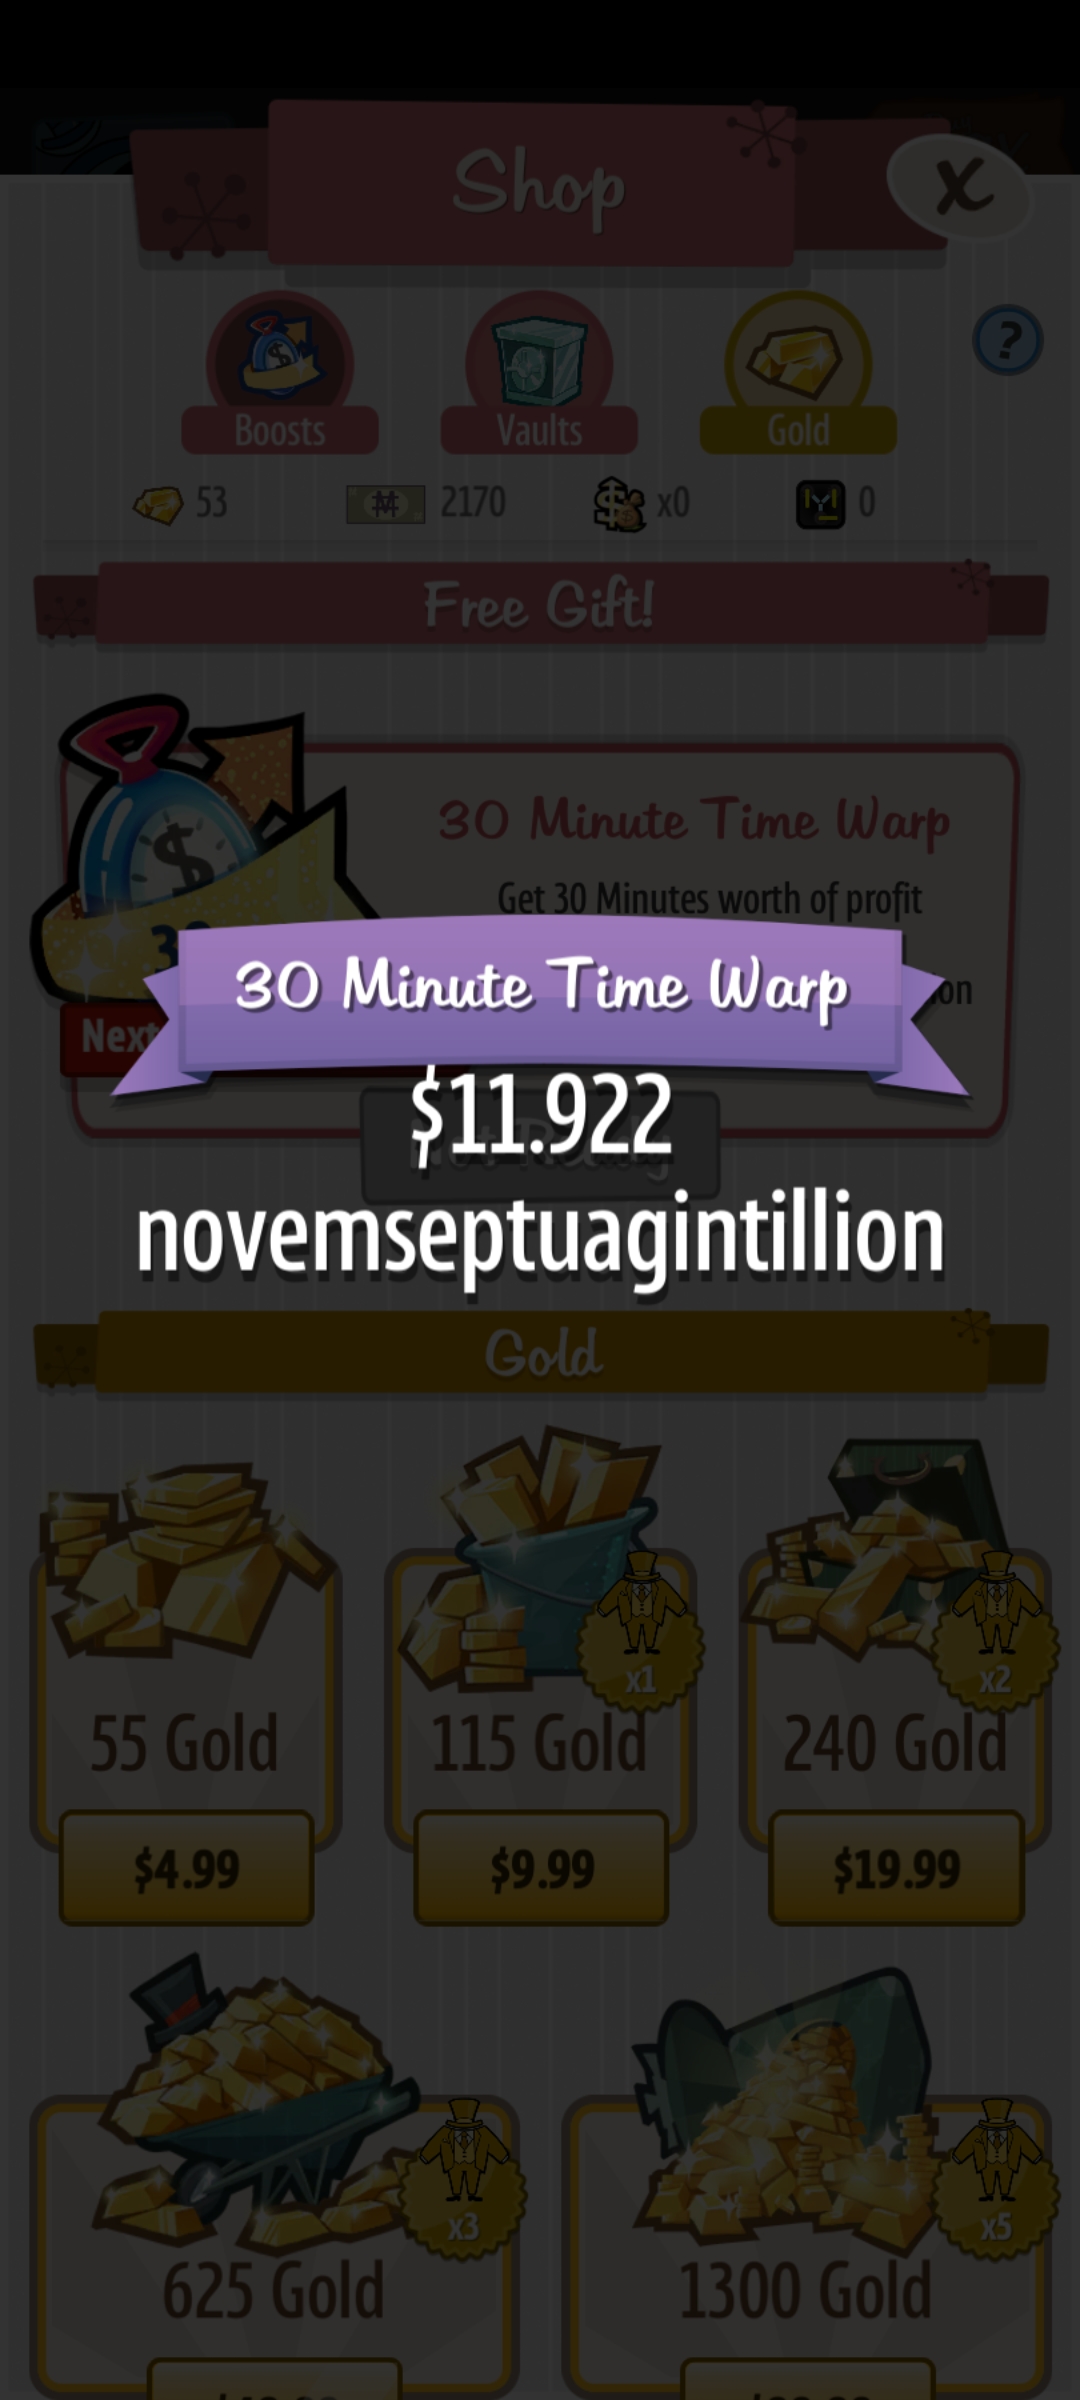 Shop
X
?
Boosts Vaults Gold
53 2170 x0 0
Free Gift!
30 Minute Time Warp
Get 30 Minutes worth of profit
30 Minute Time Warp
Next
$11.922
novemseptuagintillion
Gold
x1 x2
55 Gold 115 Gold 240 Gold
$4.99 $9.99 $19.99
x3 x5
625 Gold 1300 Gold